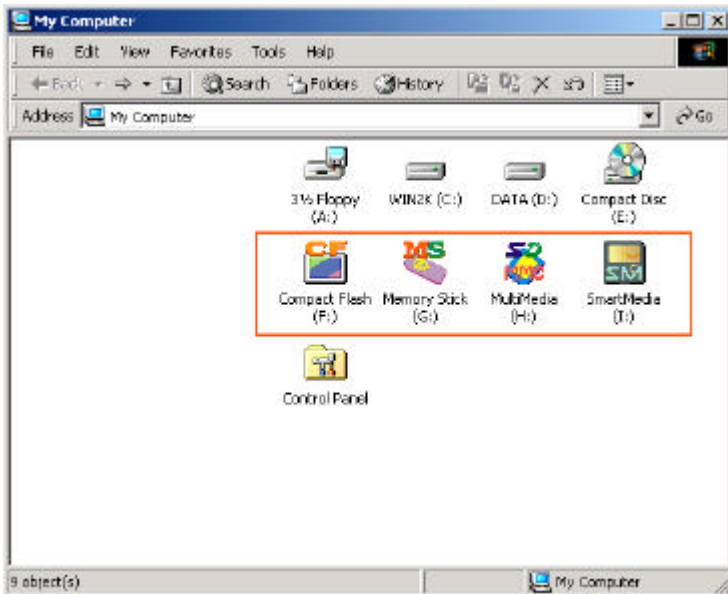 My Computer
File Edit View Favorites Tools Help
Back Search Folders History
Address My Computer Go
3½ Floppy (A:)
WIN2K (C:)
DATA (D:)
Compact Disc (E:)
CF
Compact Flash (F:)
MS
Memory Stick (G:)
SD
MMC
MultiMedia (H:)
SM
SmartMedia (I:)
Control Panel
9 object(s) My Computer